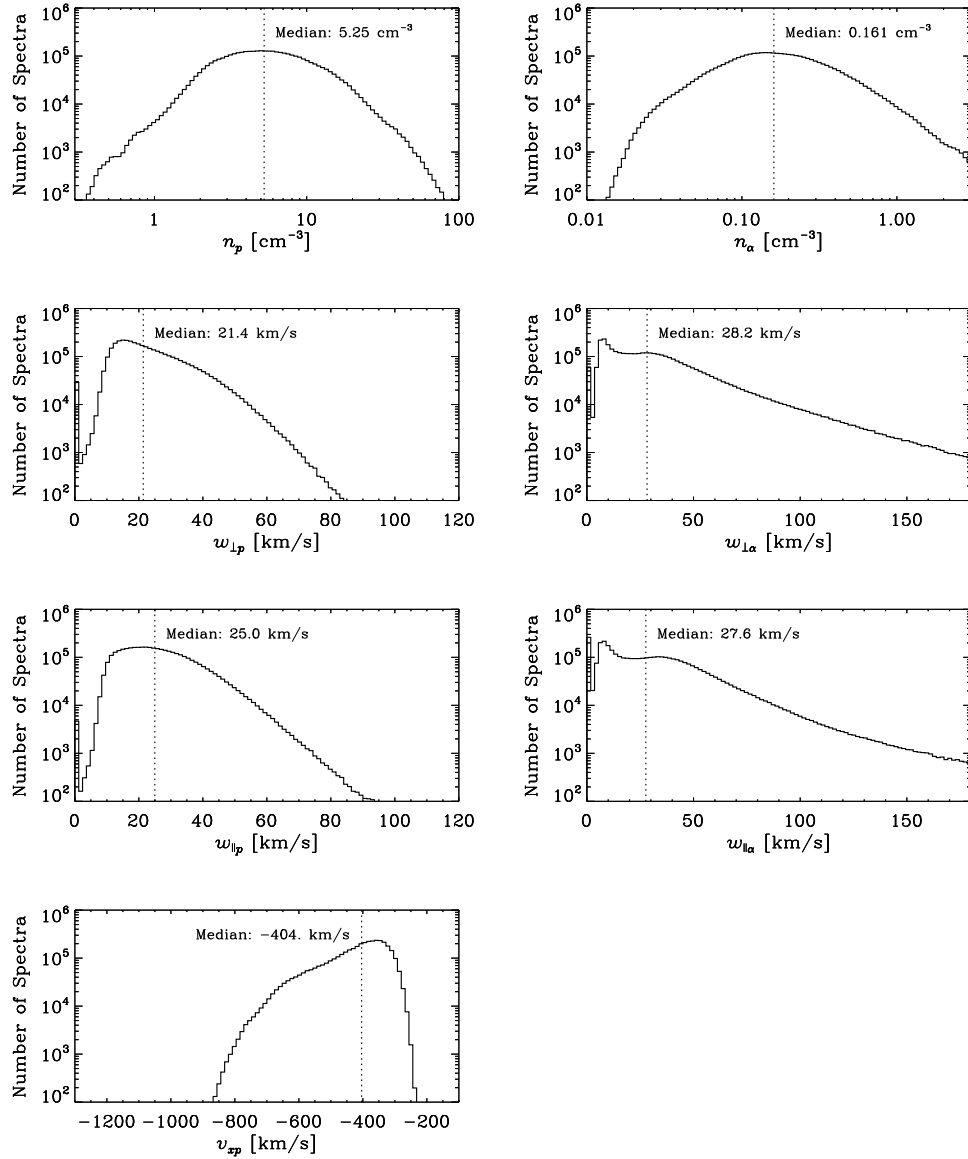 Number of Spectra
10⁶
10⁵
10⁴
10³
10²
Median: 5.25 cm⁻³
1 10 100
n_p [cm⁻³]
Number of Spectra
10⁶
10⁵
10⁴
10³
10²
Median: 0.161 cm⁻³
0.01 0.10 1.00
n_α [cm⁻³]
Number of Spectra
10⁶
10⁵
10⁴
10³
10²
Median: 21.4 km/s
0 20 40 60 80 100 120
w_⊥p [km/s]
Number of Spectra
10⁶
10⁵
10⁴
10³
10²
Median: 28.2 km/s
0 50 100 150
w_⊥α [km/s]
Number of Spectra
10⁶
10⁵
10⁴
10³
10²
Median: 25.0 km/s
0 20 40 60 80 100 120
w_∥p [km/s]
Number of Spectra
10⁶
10⁵
10⁴
10³
10²
Median: 27.6 km/s
0 50 100 150
w_∥α [km/s]
Number of Spectra
10⁶
10⁵
10⁴
10³
10²
Median: −404. km/s
−1200 −1000 −800 −600 −400 −200
v_xp [km/s]